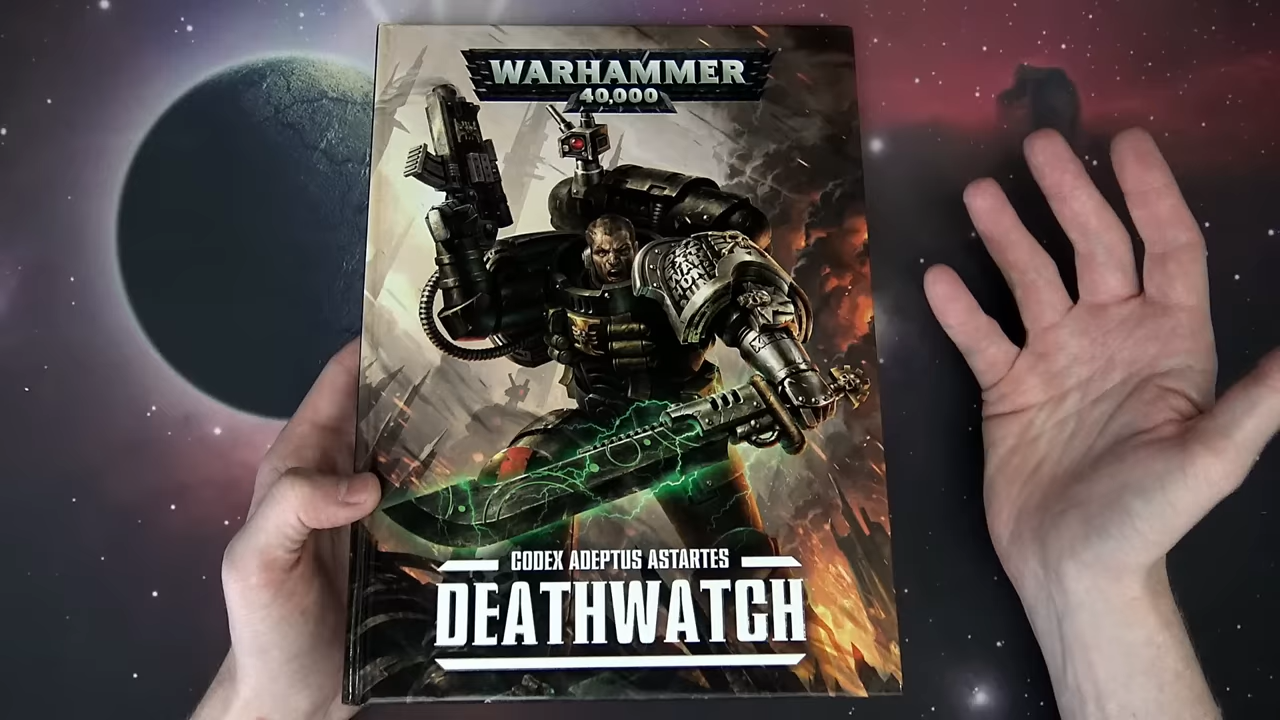 WARHAMMER
40,000
CODEX ADEPTUS ASTARTES
DEATHWATCH